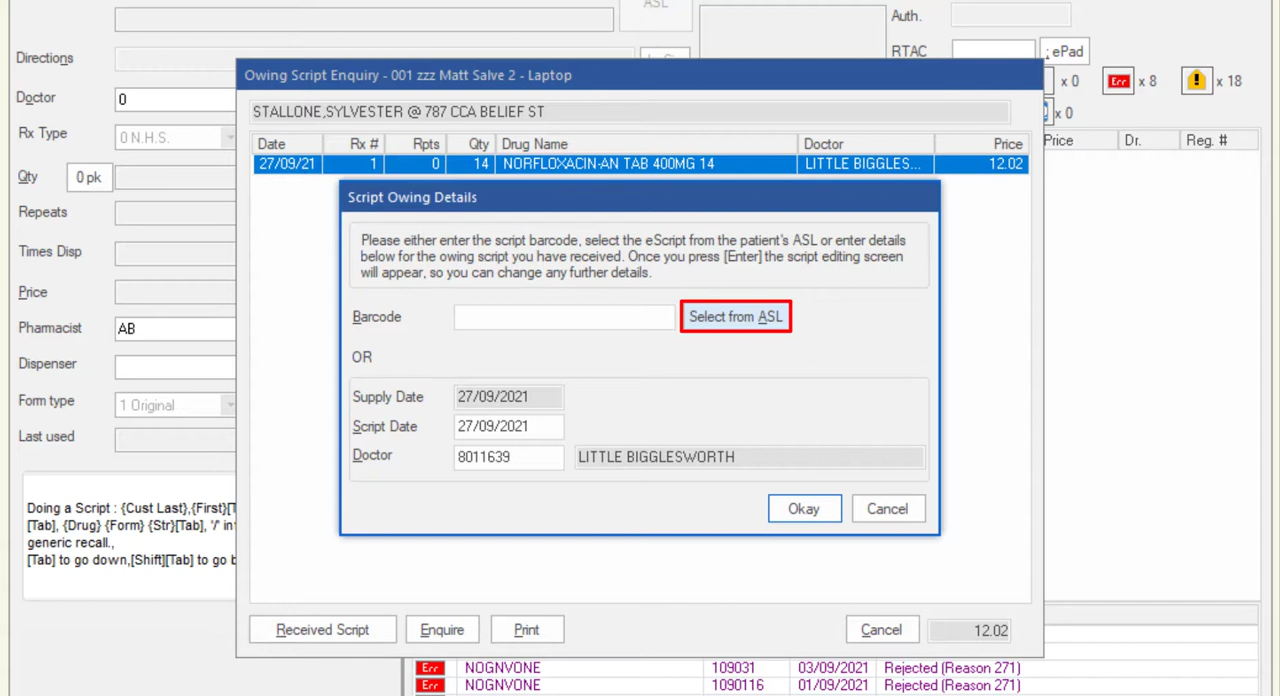 ASL
Auth.
RTAC
; ePad
Directions
Doctor
0
x 0
Err
x 8
x 18
x 0
Rx Type
0 N.H.S.
Price
Dr.
Reg. #
Qty
0 pk
Repeats
Times Disp
Price
Pharmacist
AB
Dispenser
Form type
1 Original
Last used
Doing a Script : {Cust Last},{First}[T
[Tab], {Drug} {Form} {Str}[Tab], '/' in
generic recall.,
[Tab] to go down,[Shift][Tab] to go b
Owing Script Enquiry - 001 zzz Matt Salve 2 - Laptop
STALLONE,SYLVESTER @ 787 CCA BELIEF ST
Date Rx # Rpts Qty Drug Name Doctor Price
27/09/21 1 0 14 NORFLOXACIN-AN TAB 400MG 14 LITTLE BIGGLES... 12.02
Script Owing Details
Please either enter the script barcode, select the eScript from the patient's ASL or enter details
below for the owing script you have received. Once you press [Enter] the script editing screen
will appear, so you can change any further details.
Barcode
Select from ASL
OR
Supply Date 27/09/2021
Script Date 27/09/2021
Doctor 8011639 LITTLE BIGGLESWORTH
Okay Cancel
Received Script Enquire Print Cancel 12.02
Err NOGNVONE 109031 03/09/2021 Rejected (Reason 271)
Err NOGNVONE 1090116 01/09/2021 Rejected (Reason 271)